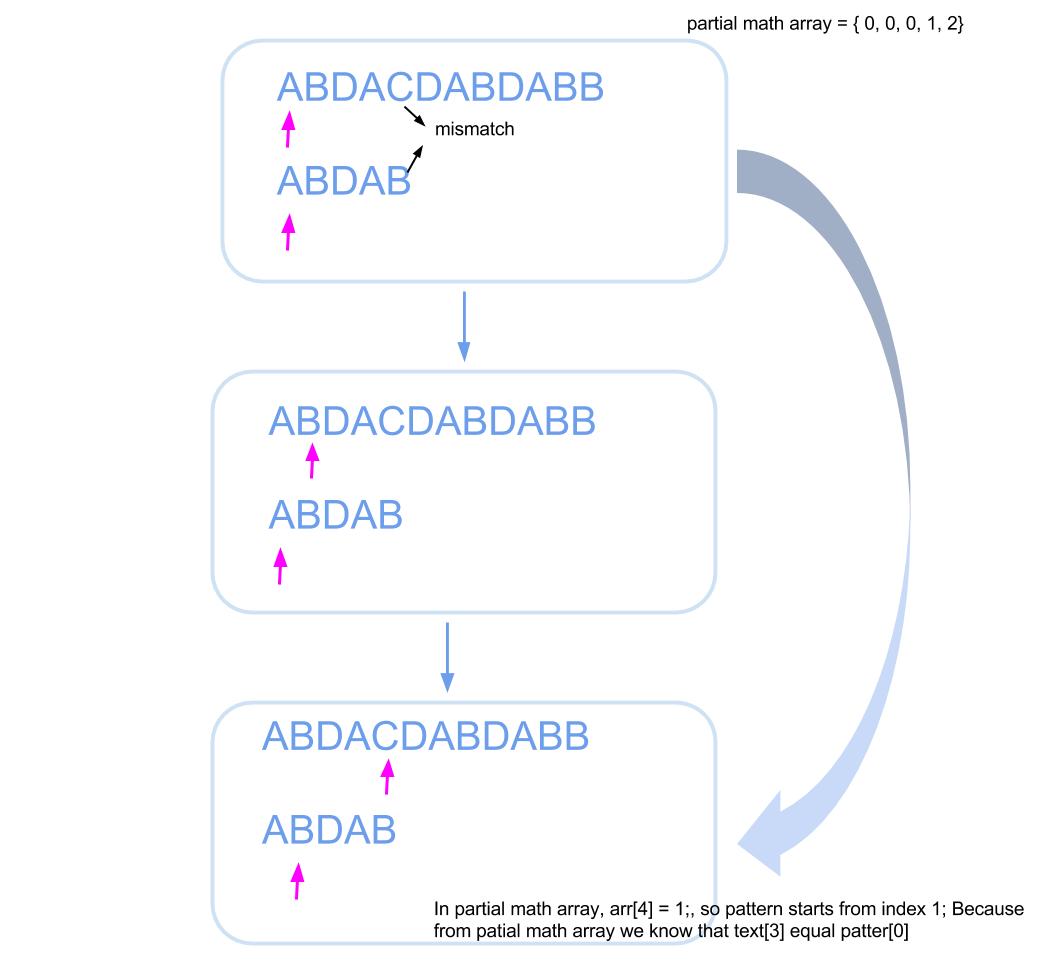 partial math array = { 0, 0, 0, 1, 2}
ABDACDABDABB
mismatch
ABDAB
ABDACDABDABB
ABDAB
ABDACDABDABB
ABDAB
In partial math array, arr[4] = 1;, so pattern starts from index 1; Because
from patial math array we know that text[3] equal patter[0]